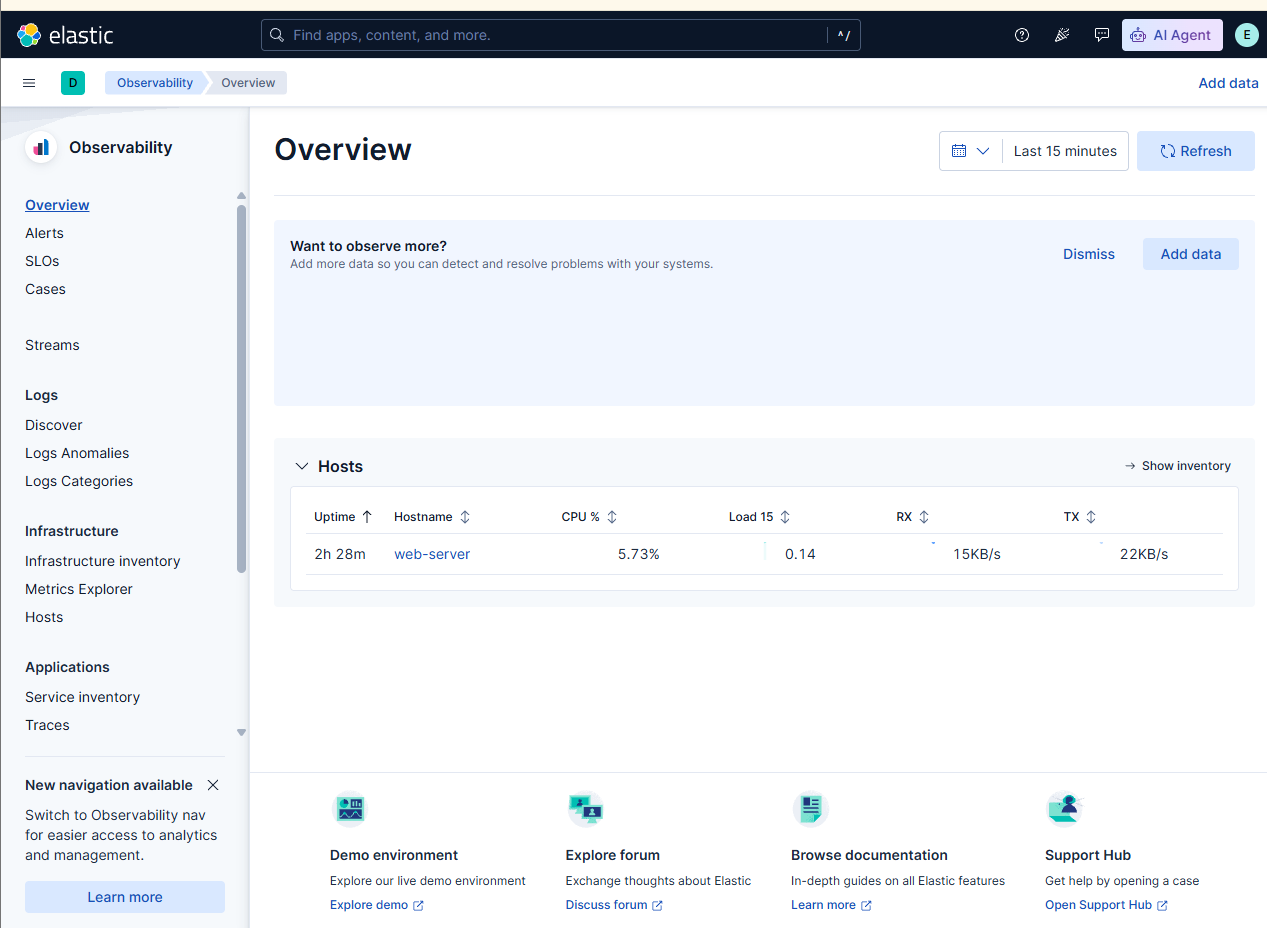 elastic
Find apps, content, and more.
^/
AI Agent
E
D
Observability
Overview
Add data
Observability
Overview
Alerts
SLOs
Cases
Streams
Logs
Discover
Logs Anomalies
Logs Categories
Infrastructure
Infrastructure inventory
Metrics Explorer
Hosts
Applications
Service inventory
Traces
New navigation available
Switch to Observability nav
for easier access to analytics
and management.
Learn more
Overview
Last 15 minutes
Refresh
Want to observe more?
Add more data so you can detect and resolve problems with your systems.
Dismiss
Add data
Hosts
Show inventory
Uptime Hostname CPU % Load 15 RX TX
2h 28m web-server 5.73% 0.14 15KB/s 22KB/s
Demo environment
Explore our live demo environment
Explore demo
Explore forum
Exchange thoughts about Elastic
Discuss forum
Browse documentation
In-depth guides on all Elastic features
Learn more
Support Hub
Get help by opening a case
Open Support Hub